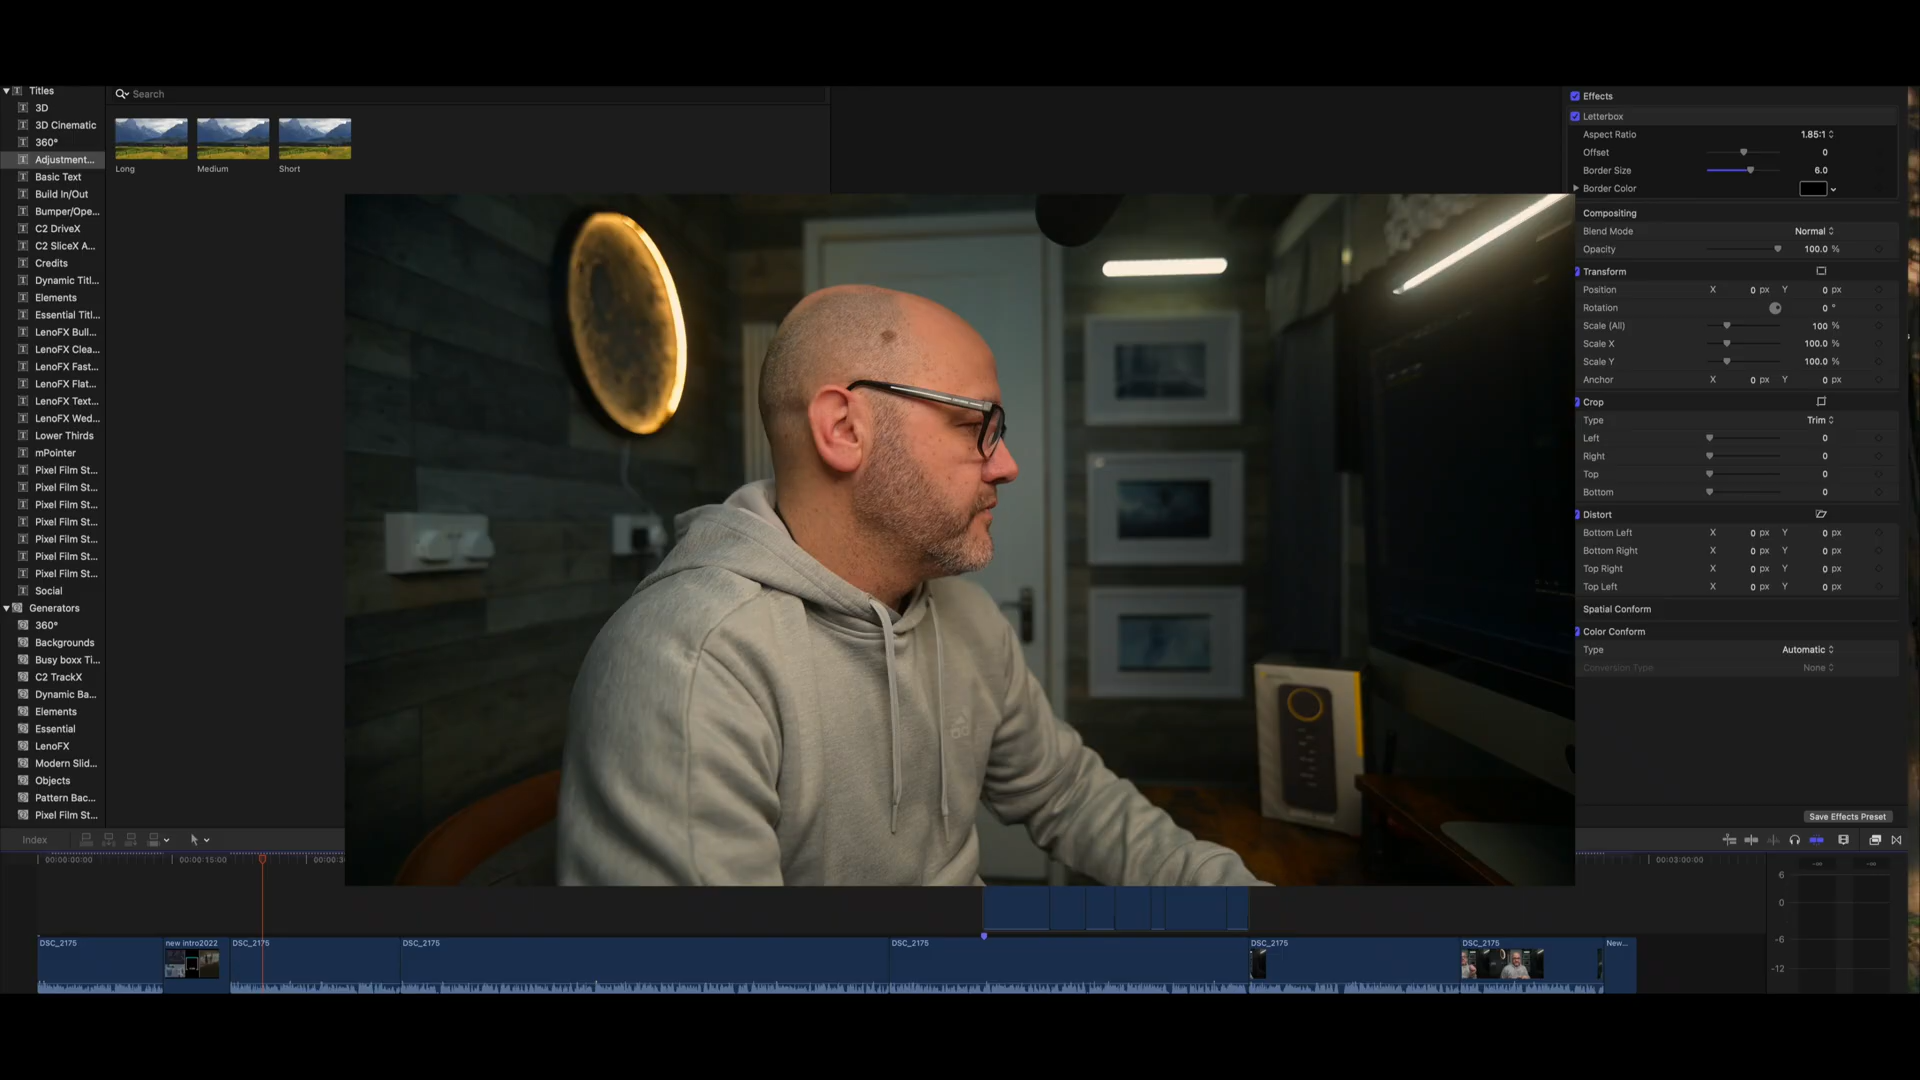 Titles
3D
3D Cinematic
360°
Adjustment...
Basic Text
Build In/Out
Bumper/Ope...
C2 DriveX
C2 SliceX A...
Credits
Dynamic Titl...
Elements
Essential Titl...
LenoFX Bull...
LenoFX Clea...
LenoFX Fast...
LenoFX Flat...
LenoFX Text...
LenoFX Wed...
Lower Thirds
mPointer
Pixel Film St...
Pixel Film St...
Pixel Film St...
Pixel Film St...
Pixel Film St...
Pixel Film St...
Pixel Film St...
Social
Generators
360°
Backgrounds
Busy boxx Ti...
C2 TrackX
Dynamic Ba...
Elements
Essential
LenoFX
Modern Slid...
Objects
Pattern Bac...
Pixel Film St...
Search
Long Medium Short
Effects
Letterbox
Aspect Ratio 1.85:1
Offset 0
Border Size 6.0
Border Color
Compositing
Blend Mode Normal
Opacity 100.0 %
Transform
Position X 0 px Y 0 px
Rotation 0 °
Scale (All) 100 %
Scale X 100.0 %
Scale Y 100.0 %
Anchor X 0 px Y 0 px
Crop
Type Trim
Left 0
Right 0
Top 0
Bottom 0
Distort
Bottom Left X 0 px Y 0 px
Bottom Right X 0 px Y 0 px
Top Right X 0 px Y 0 px
Top Left X 0 px Y 0 px
Spatial Conform
Color Conform
Type Automatic
Conversion Type None
Save Effects Preset
Index
00:00:00:00 00:00:15:00 00:00:3 00:03:00:00
6
0
-6
-12
DSC_2175 new intro2022 DSC_2175 DSC_2175 DSC_2175 DSC_2175 DSC_2175 New...